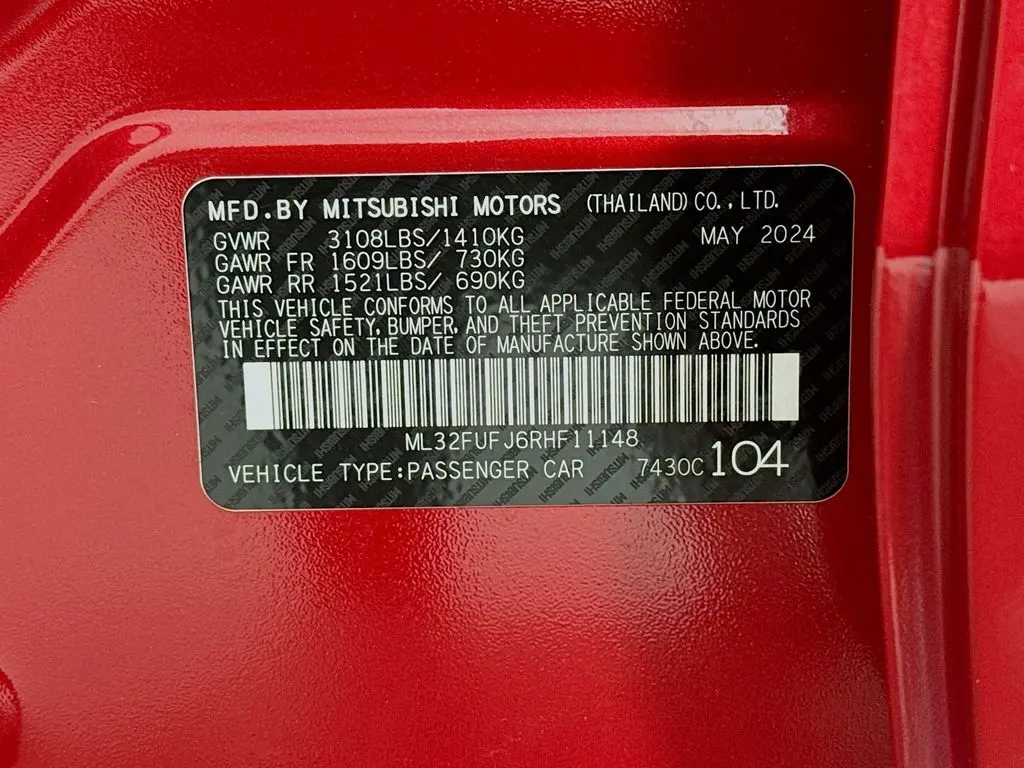 MFD.BY MITSUBISHI MOTORS (THAILAND) CO., LTD.
GVWR 3108LBS/1410KG MAY 2024
GAWR FR 1609LBS/ 730KG
GAWR RR 1521LBS/ 690KG
THIS VEHICLE CONFORMS TO ALL APPLICABLE FEDERAL MOTOR
VEHICLE SAFETY, BUMPER, AND THEFT PREVENTION STANDARDS
IN EFFECT ON THE DATE OF MANUFACTURE SHOWN ABOVE.
ML32FUFJ6RHF11148
VEHICLE TYPE:PASSENGER CAR 7430C 104